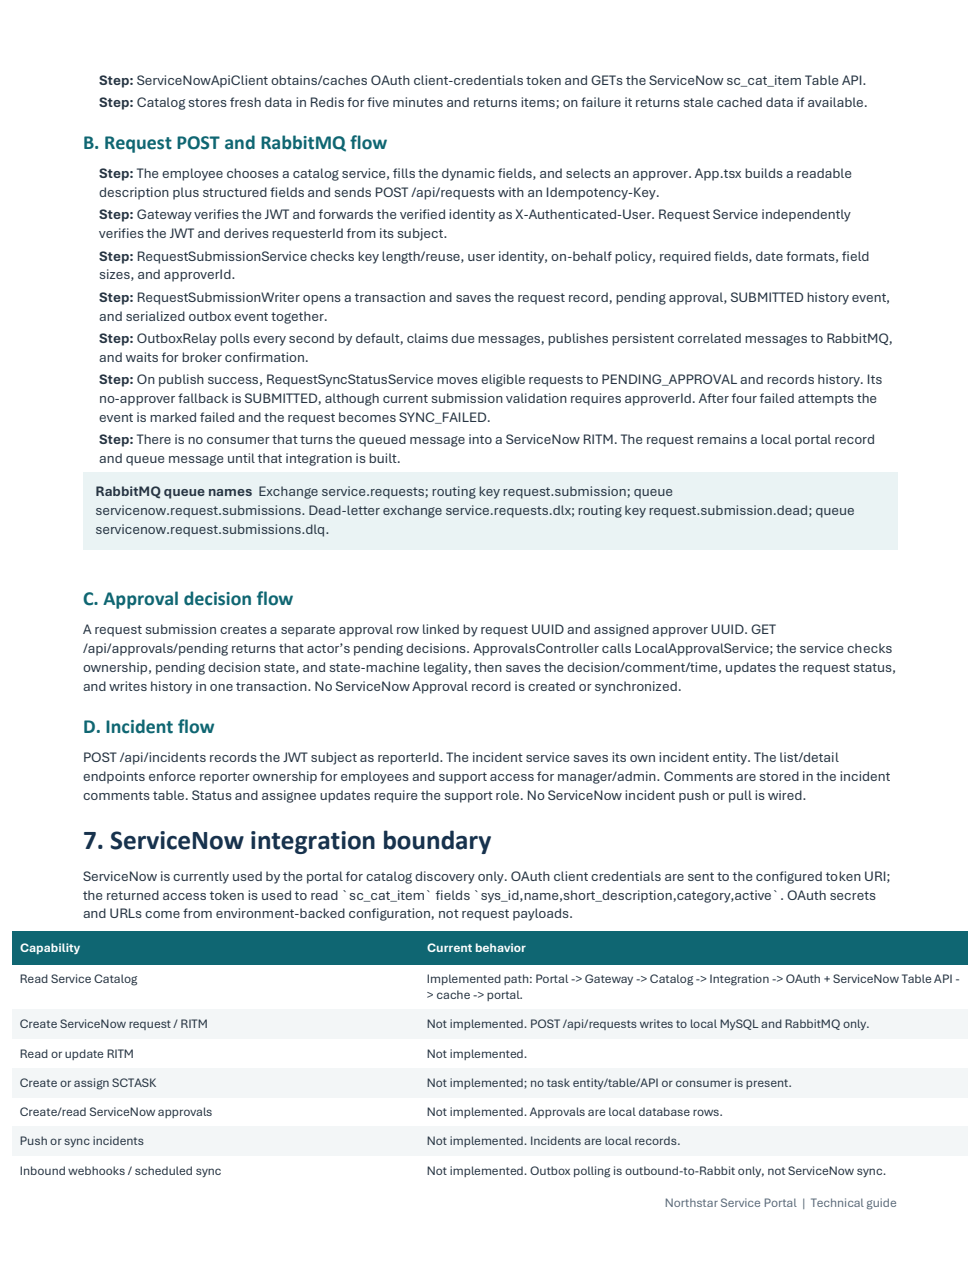 Step: ServiceNowApiClient obtains/caches OAuth client-credentials token and GETs the ServiceNow sc_cat_item Table API.
Step: Catalog stores fresh data in Redis for five minutes and returns items; on failure it returns stale cached data if available.
B. Request POST and RabbitMQ flow
Step: The employee chooses a catalog service, fills the dynamic fields, and selects an approver. App.tsx builds a readable
description plus structured fields and sends POST /api/requests with an Idempotency-Key.
Step: Gateway verifies the JWT and forwards the verified identity as X-Authenticated-User. Request Service independently
verifies the JWT and derives requesterId from its subject.
Step: RequestSubmissionService checks key length/reuse, user identity, on-behalf policy, required fields, date formats, field
sizes, and approverId.
Step: RequestSubmissionWriter opens a transaction and saves the request record, pending approval, SUBMITTED history event,
and serialized outbox event together.
Step: OutboxRelay polls every second by default, claims due messages, publishes persistent correlated messages to RabbitMQ,
and waits for broker confirmation.
Step: On publish success, RequestSyncStatusService moves eligible requests to PENDING_APPROVAL and records history. Its
no-approver fallback is SUBMITTED, although current submission validation requires approverId. After four failed attempts the
event is marked failed and the request becomes SYNC_FAILED.
Step: There is no consumer that turns the queued message into a ServiceNow RITM. The request remains a local portal record
and queue message until that integration is built.
RabbitMQ queue names Exchange service.requests; routing key request.submission; queue
servicenow.request.submissions. Dead-letter exchange service.requests.dlx; routing key request.submission.dead; queue
servicenow.request.submissions.dlq.
C. Approval decision flow
A request submission creates a separate approval row linked by request UUID and assigned approver UUID. GET
/api/approvals/pending returns that actor's pending decisions. ApprovalsController calls LocalApprovalService; the service checks
ownership, pending decision state, and state-machine legality, then saves the decision/comment/time, updates the request status,
and writes history in one transaction. No ServiceNow Approval record is created or synchronized.
D. Incident flow
POST /api/incidents records the JWT subject as reporterId. The incident service saves its own incident entity. The list/detail
endpoints enforce reporter ownership for employees and support access for manager/admin. Comments are stored in the incident
comments table. Status and assignee updates require the support role. No ServiceNow incident push or pull is wired.
7. ServiceNow integration boundary
ServiceNow is currently used by the portal for catalog discovery only. OAuth client credentials are sent to the configured token URI;
the returned access token is used to read `sc_cat_item` fields `sys_id,name,short_description,category,active`. OAuth secrets
and URLs come from environment-backed configuration, not request payloads.
Capability Current behavior
Read Service Catalog Implemented path: Portal -> Gateway -> Catalog -> Integration -> OAuth + ServiceNow Table API -
> cache -> portal.
Create ServiceNow request / RITM Not implemented. POST /api/requests writes to local MySQL and RabbitMQ only.
Read or update RITM Not implemented.
Create or assign SCTASK Not implemented; no task entity/table/API or consumer is present.
Create/read ServiceNow approvals Not implemented. Approvals are local database rows.
Push or sync incidents Not implemented. Incidents are local records.
Inbound webhooks / scheduled sync Not implemented. Outbox polling is outbound-to-Rabbit only, not ServiceNow sync.
Northstar Service Portal | Technical guide